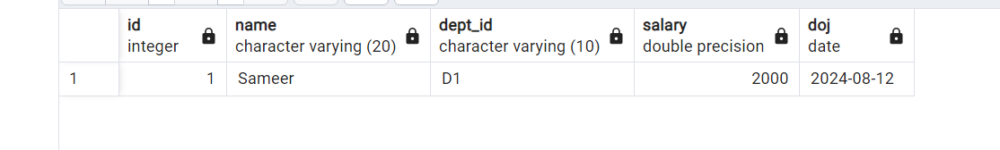 id name dept_id salary doj
integer character varying (20) character varying (10) double precision date
1 1 Sameer D1 2000 2024-08-12